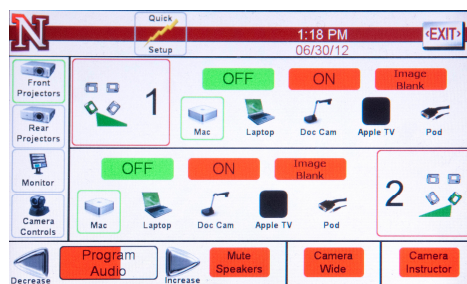 N
Quick
Setup
1:18 PM
06/30/12
<EXIT>
Front
Projectors
Rear
Projectors
Monitor
Camera
Controls
1
OFF
ON
Image
Blank
Mac
Laptop
Doc Cam
Apple TV
Pod
OFF
ON
Image
Blank
Mac
Laptop
Doc Cam
Apple TV
Pod
2
Decrease
Program
Audio
Increase
Mute
Speakers
Camera
Wide
Camera
Instructor